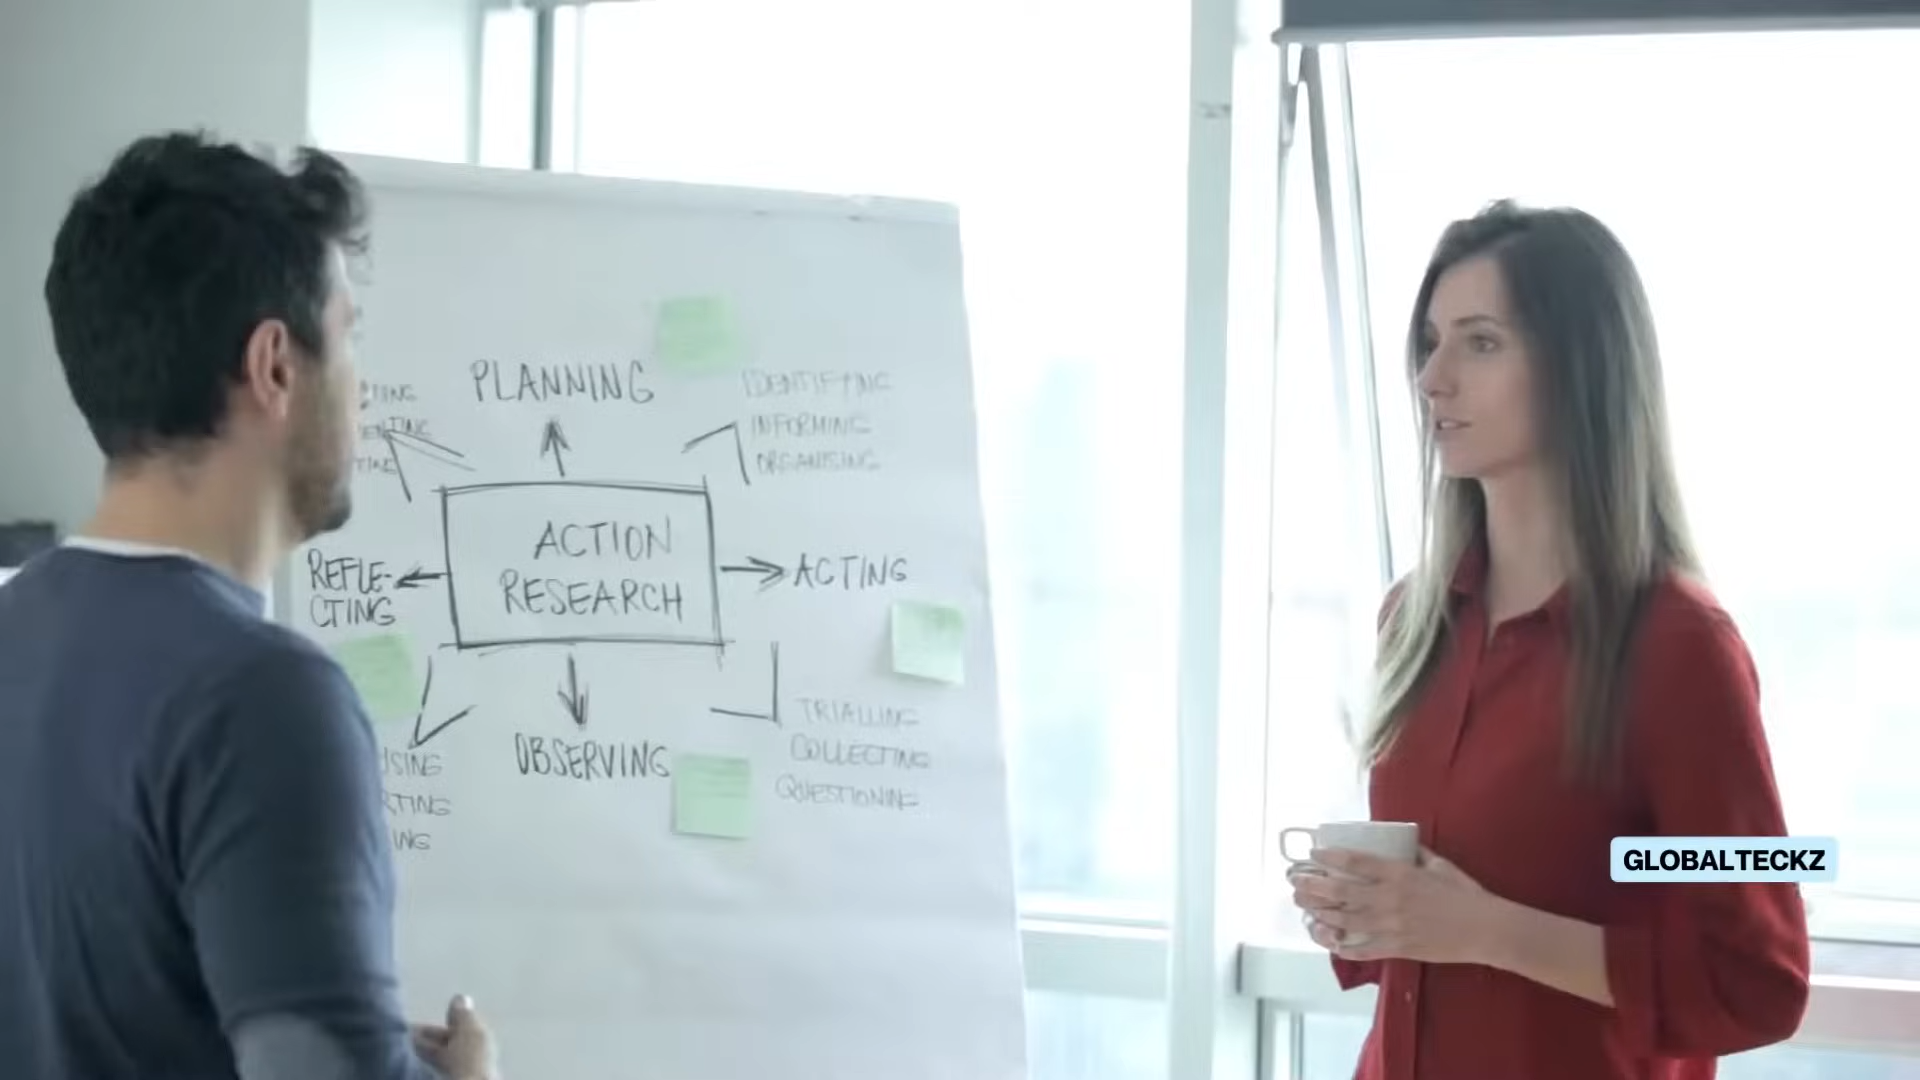 PLANNING
IDENTIFYING
INFORMING
ORGANISING
ACTION
RESEARCH
REFLE-
CTING
ACTING
OBSERVING
TRIALLING
COLLECTING
QUESTIONING
GLOBALTECKZ